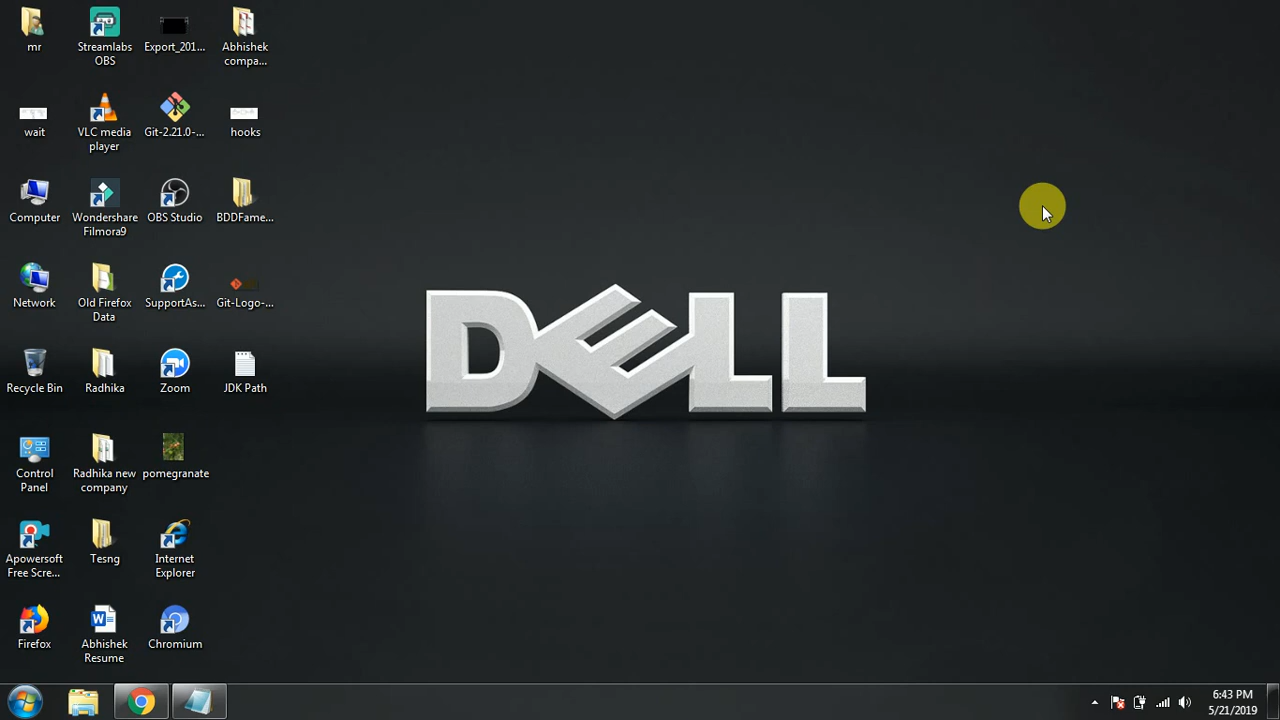 mr
Streamlabs
OBS
Export_201...
Abhishek
compa...
wait
VLC media
player
Git-2.21.0-...
hooks
Computer
Wondershare
Filmora9
OBS Studio
BDDFame...
Network
Old Firefox
Data
SupportAs...
Git-Logo-...
Recycle Bin
Radhika
Zoom
JDK Path
Control
Panel
Radhika new
company
pomegranate
Apowersoft
Free Scre...
Tesng
Internet
Explorer
Firefox
Abhishek
Resume
Chromium
DELL
6:43 PM
5/21/2019